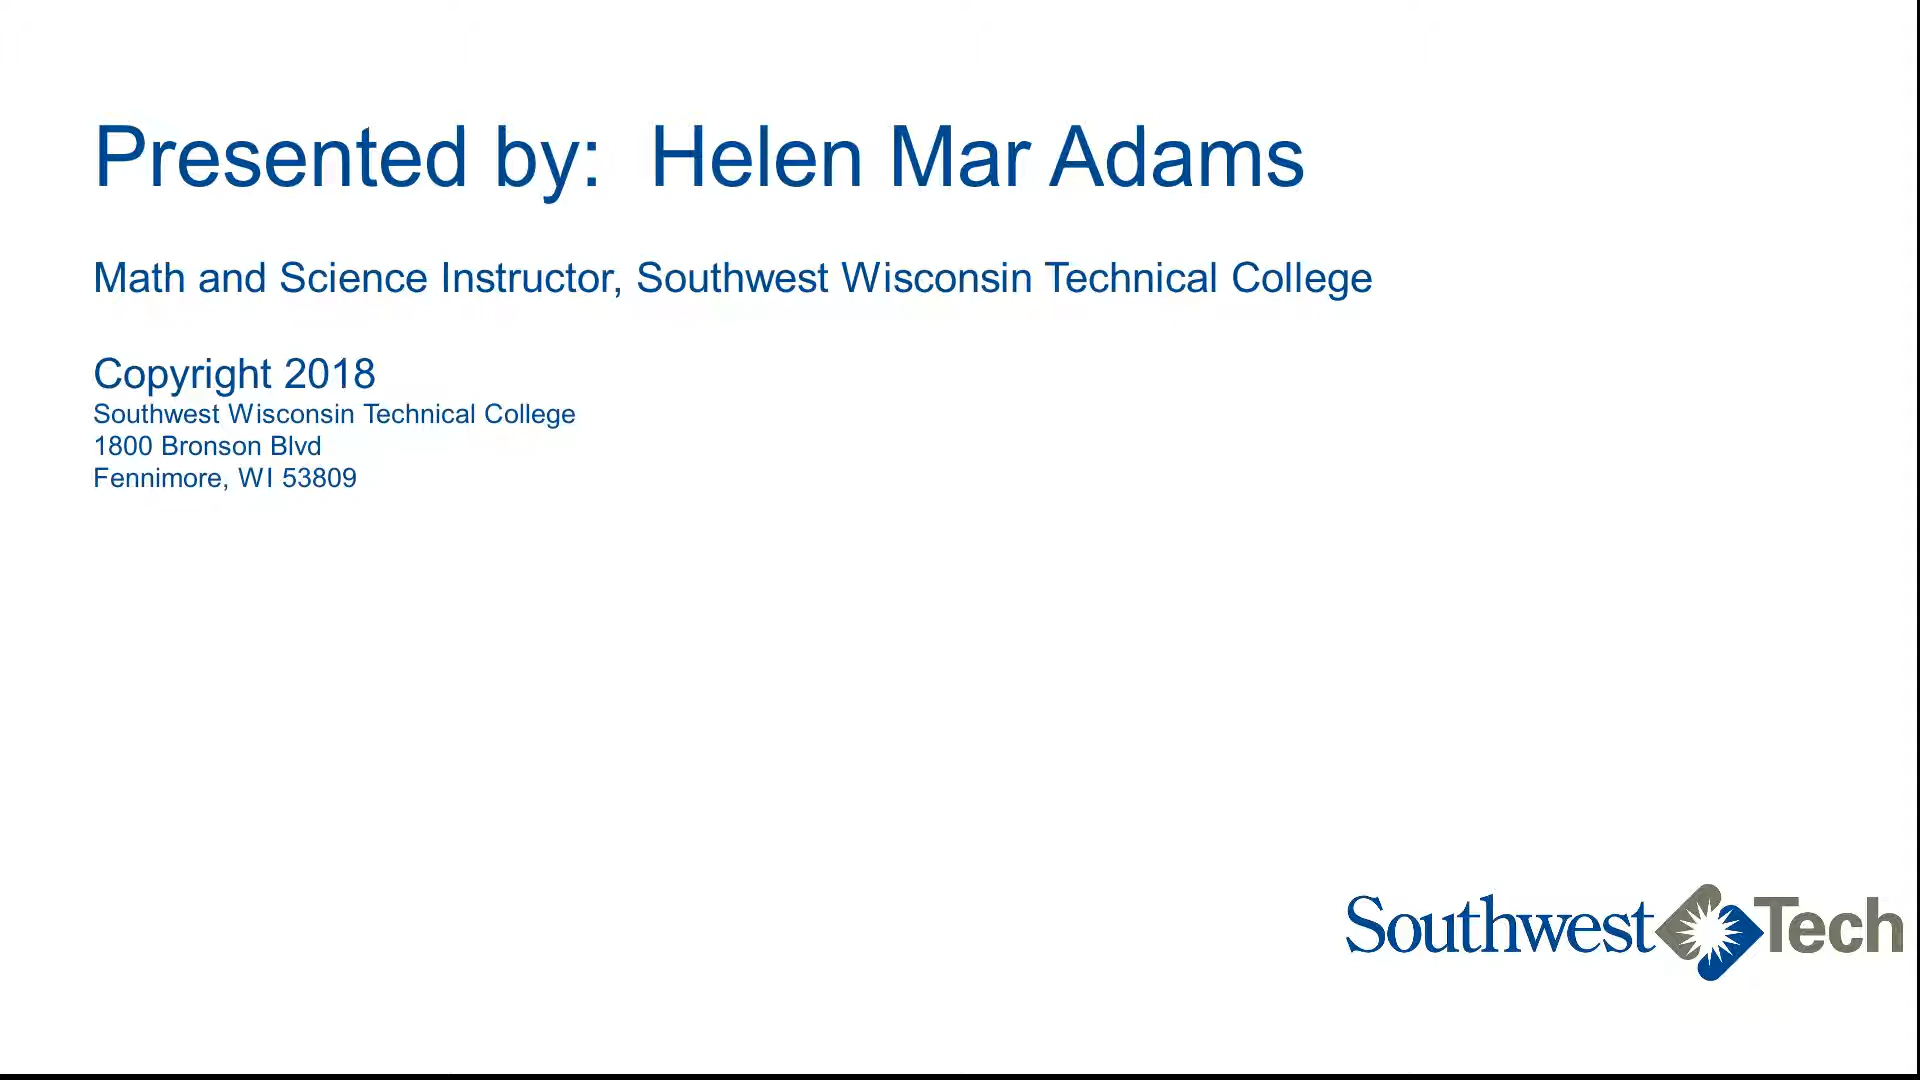 Presented by:  Helen Mar Adams
Math and Science Instructor, Southwest Wisconsin Technical College
Copyright 2018
Southwest Wisconsin Technical College
1800 Bronson Blvd
Fennimore, WI 53809
Southwest Tech